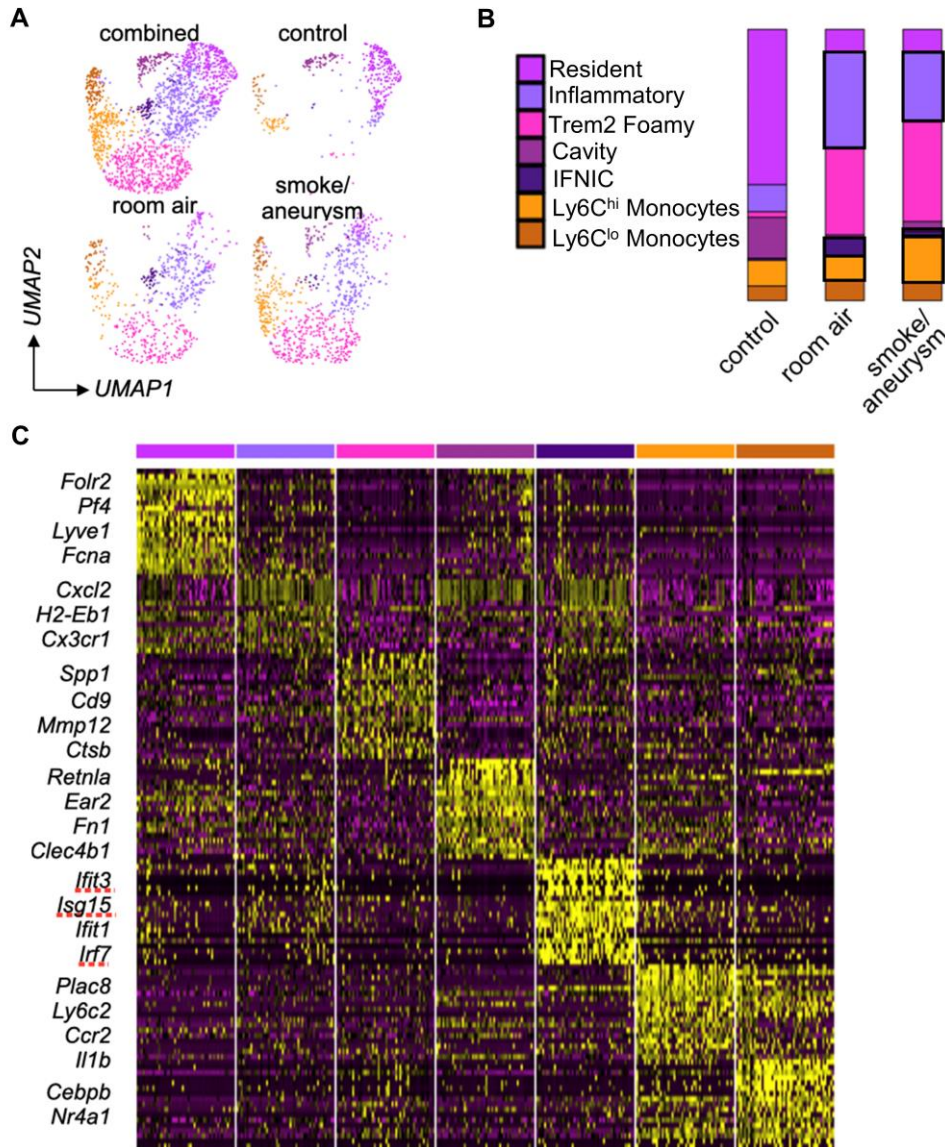 A
combined
control
room air
smoke/
aneurysm
UMAP2
UMAP1
B
Resident
Inflammatory
Trem2 Foamy
Cavity
IFNIC
Ly6Chi Monocytes
Ly6Clo Monocytes
control
room air
smoke/
aneurysm
C
Folr2
Pf4
Lyve1
Fcna
Cxcl2
H2-Eb1
Cx3cr1
Spp1
Cd9
Mmp12
Ctsb
Retnla
Ear2
Fn1
Clec4b1
Ifit3
Isg15
Ifit1
Irf7
Plac8
Ly6c2
Ccr2
Il1b
Cebpb
Nr4a1